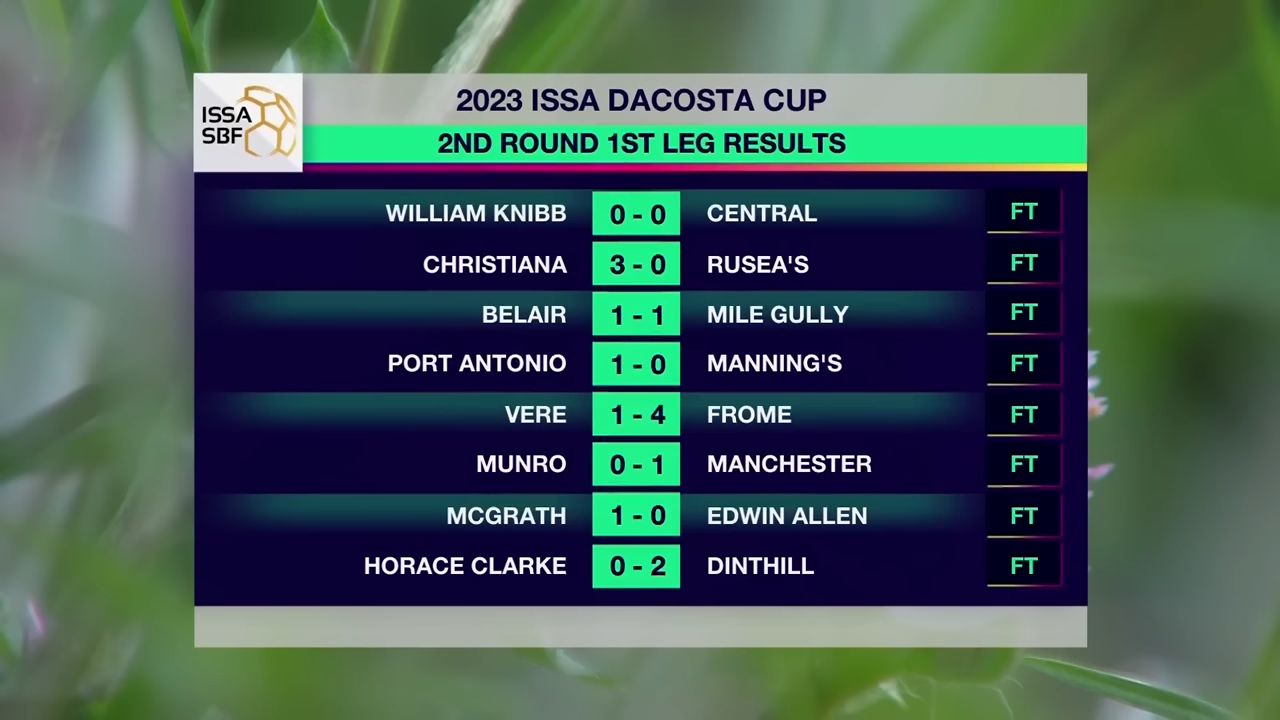 ISSA
SBF
2023 ISSA DACOSTA CUP
2ND ROUND 1ST LEG RESULTS
WILLIAM KNIBB 0 - 0 CENTRAL FT
CHRISTIANA 3 - 0 RUSEA'S FT
BELAIR 1 - 1 MILE GULLY FT
PORT ANTONIO 1 - 0 MANNING'S FT
VERE 1 - 4 FROME FT
MUNRO 0 - 1 MANCHESTER FT
MCGRATH 1 - 0 EDWIN ALLEN FT
HORACE CLARKE 0 - 2 DINTHILL FT